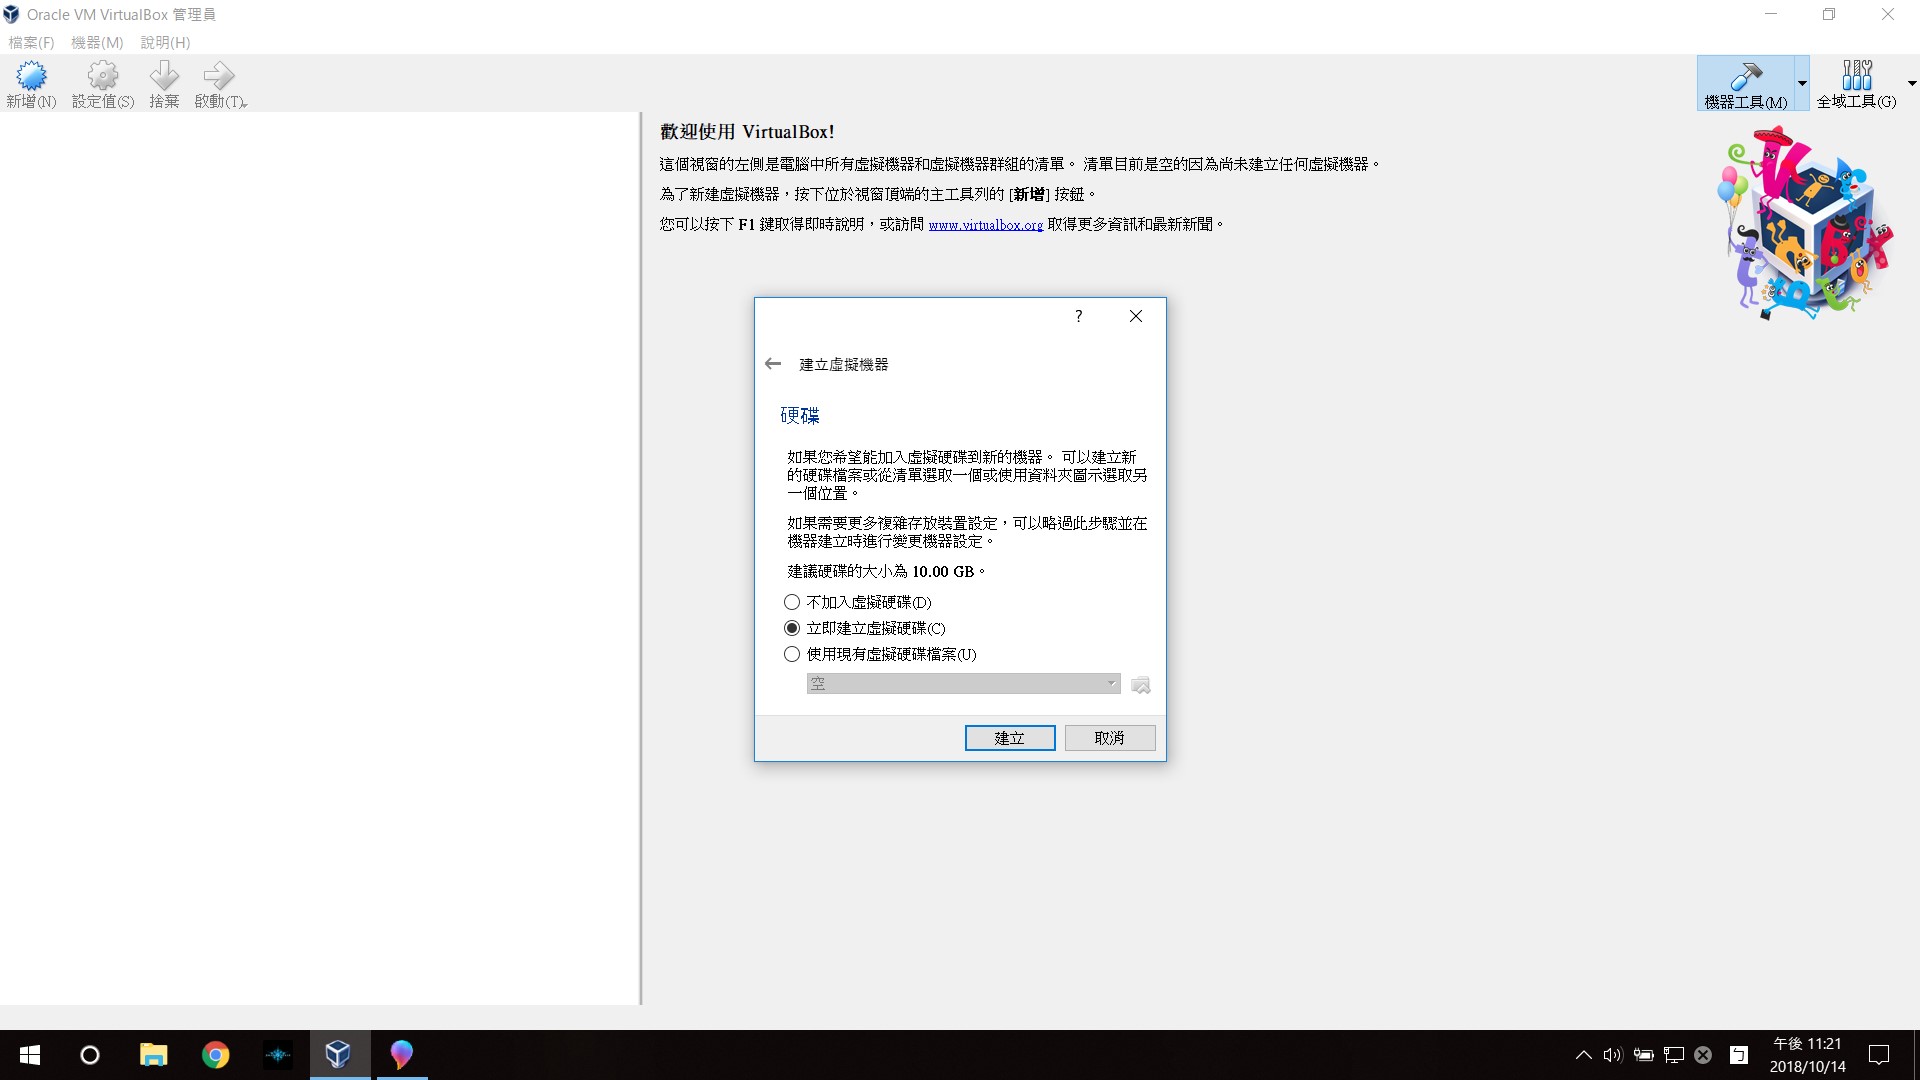 Oracle VM VirtualBox 管理員
檔案(F) 機器(M) 說明(H)
新增(N) 設定值(S) 捨棄 啟動(T)
機器工具(M) 全域工具(G)
歡迎使用 VirtualBox!
這個視窗的左側是電腦中所有虛擬機器和虛擬機器群組的清單。 清單目前是空的因為尚未建立任何虛擬機器。
為了新建虛擬機器，按下位於視窗頂端的主工具列的 [新增] 按鈕。
您可以按下 F1 鍵取得即時說明，或訪問 www.virtualbox.org 取得更多資訊和最新新聞。
?
建立虛擬機器
硬碟
如果您希望能加入虛擬硬碟到新的機器。 可以建立新
的硬碟檔案或從清單選取一個或使用資料夾圖示選取另
一個位置。
如果需要更多複雜存放裝置設定，可以略過此步驟並在
機器建立時進行變更機器設定。
建議硬碟的大小為 10.00 GB。
不加入虛擬硬碟(D)
立即建立虛擬硬碟(C)
使用現有虛擬硬碟檔案(U)
空
建立 取消
ㄅ
午後 11:21
2018/10/14